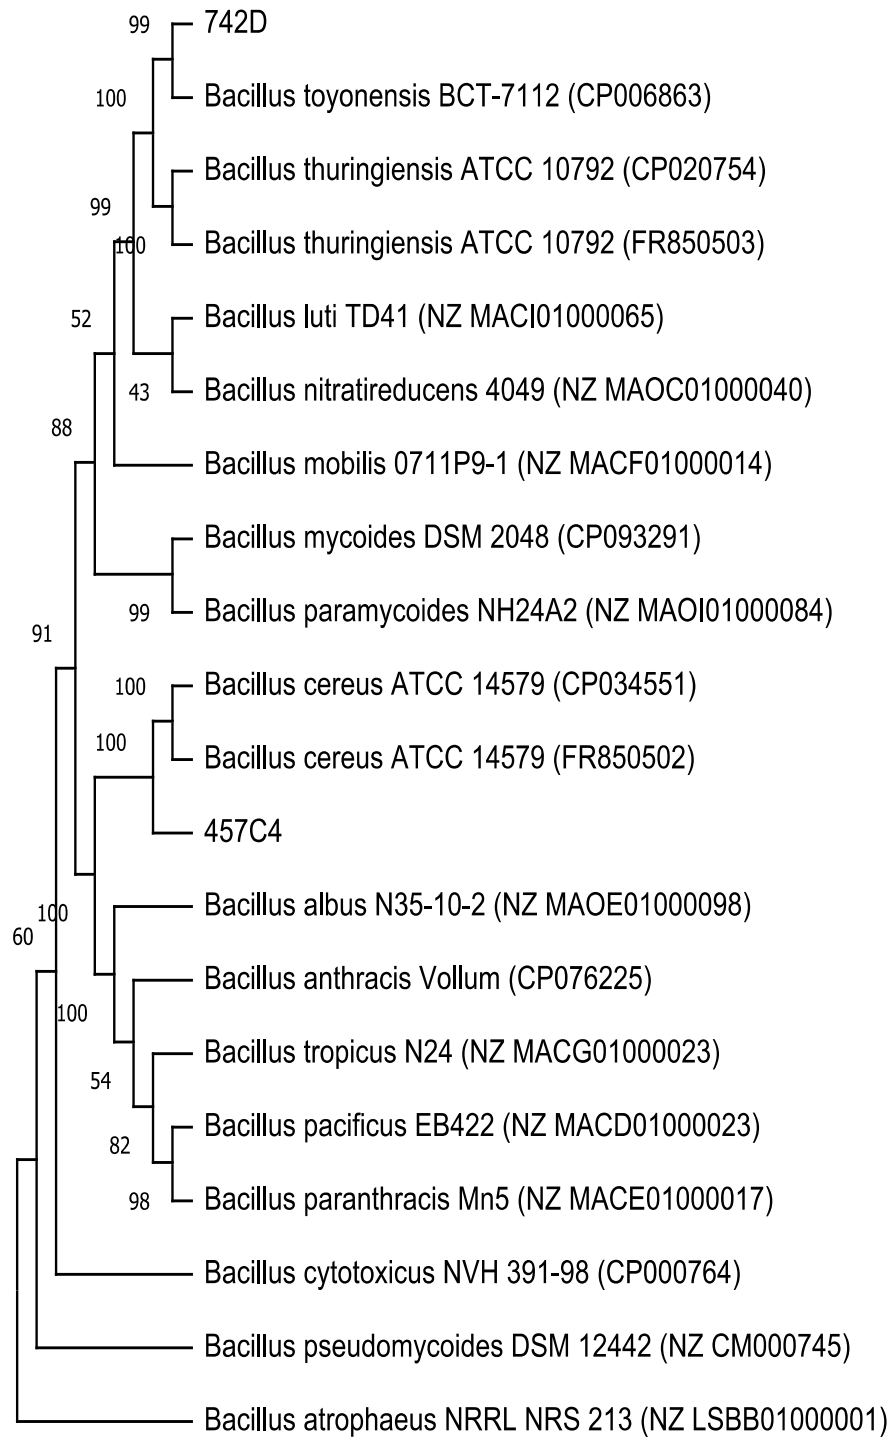 99
742D
100
Bacillus toyonensis BCT-7112 (CP006863)
Bacillus thuringiensis ATCC 10792 (CP020754)
99
100
Bacillus thuringiensis ATCC 10792 (FR850503)
52
Bacillus luti TD41 (NZ MACI01000065)
43
Bacillus nitratireducens 4049 (NZ MAOC01000040)
88
Bacillus mobilis 0711P9-1 (NZ MACF01000014)
Bacillus mycoides DSM 2048 (CP093291)
99
Bacillus paramycoides NH24A2 (NZ MAOI01000084)
91
100
Bacillus cereus ATCC 14579 (CP034551)
100
Bacillus cereus ATCC 14579 (FR850502)
457C4
100
Bacillus albus N35-10-2 (NZ MAOE01000098)
60
Bacillus anthracis Vollum (CP076225)
100
Bacillus tropicus N24 (NZ MACG01000023)
54
Bacillus pacificus EB422 (NZ MACD01000023)
82
98
Bacillus paranthracis Mn5 (NZ MACE01000017)
Bacillus cytotoxicus NVH 391-98 (CP000764)
Bacillus pseudomycoides DSM 12442 (NZ CM000745)
Bacillus atrophaeus NRRL NRS 213 (NZ LSBB01000001)